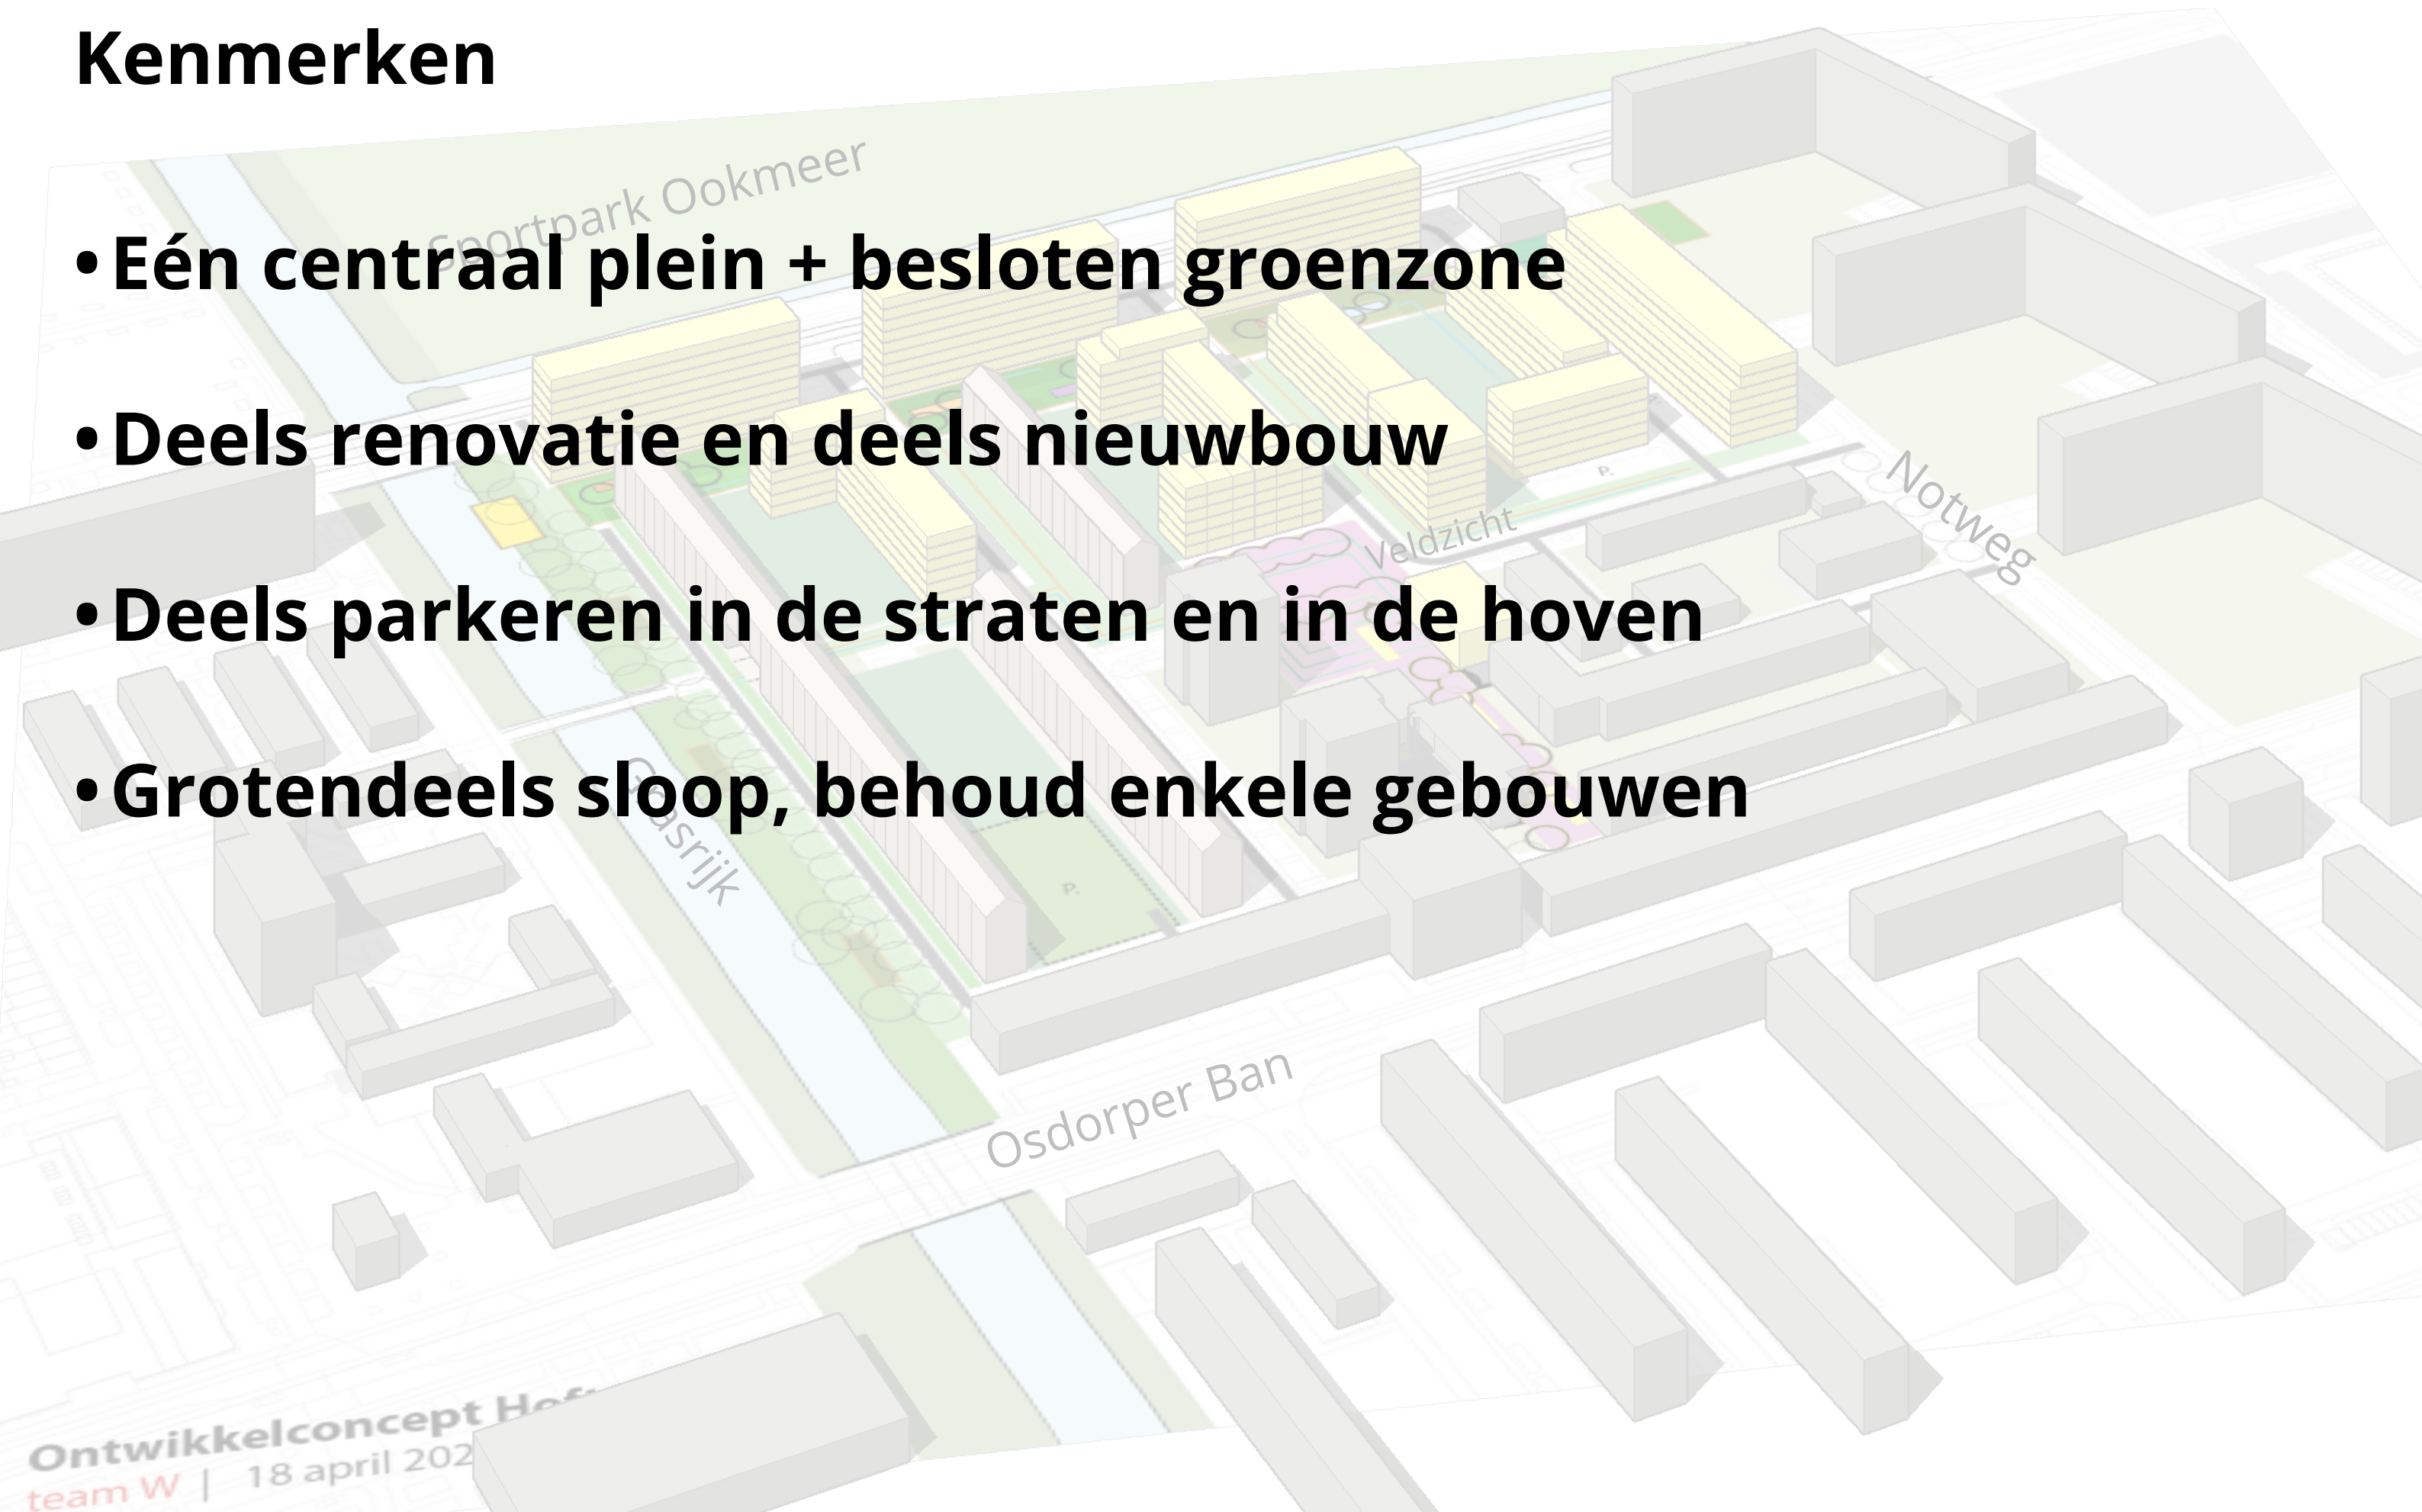 Kenmerken
Sportpark Ookmeer
• Eén centraal plein + besloten groenzone
• Deels renovatie en deels nieuwbouw
Notweg
Veldzicht
P.
• Deels parkeren in de straten en in de hoven
• Grotendeels sloop, behoud enkele gebouwen
Grasrijk
P.
Osdorper Ban
Ontwikkelconcept
team W | 18 april